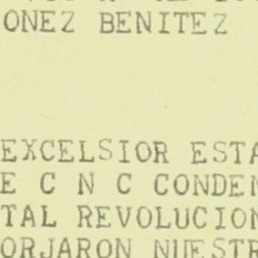 ONEZ BENITEZ
EXCELSIOR ESTA
E C N C CONDEN
TAL REVOLUCION
ORJARON NUESTR